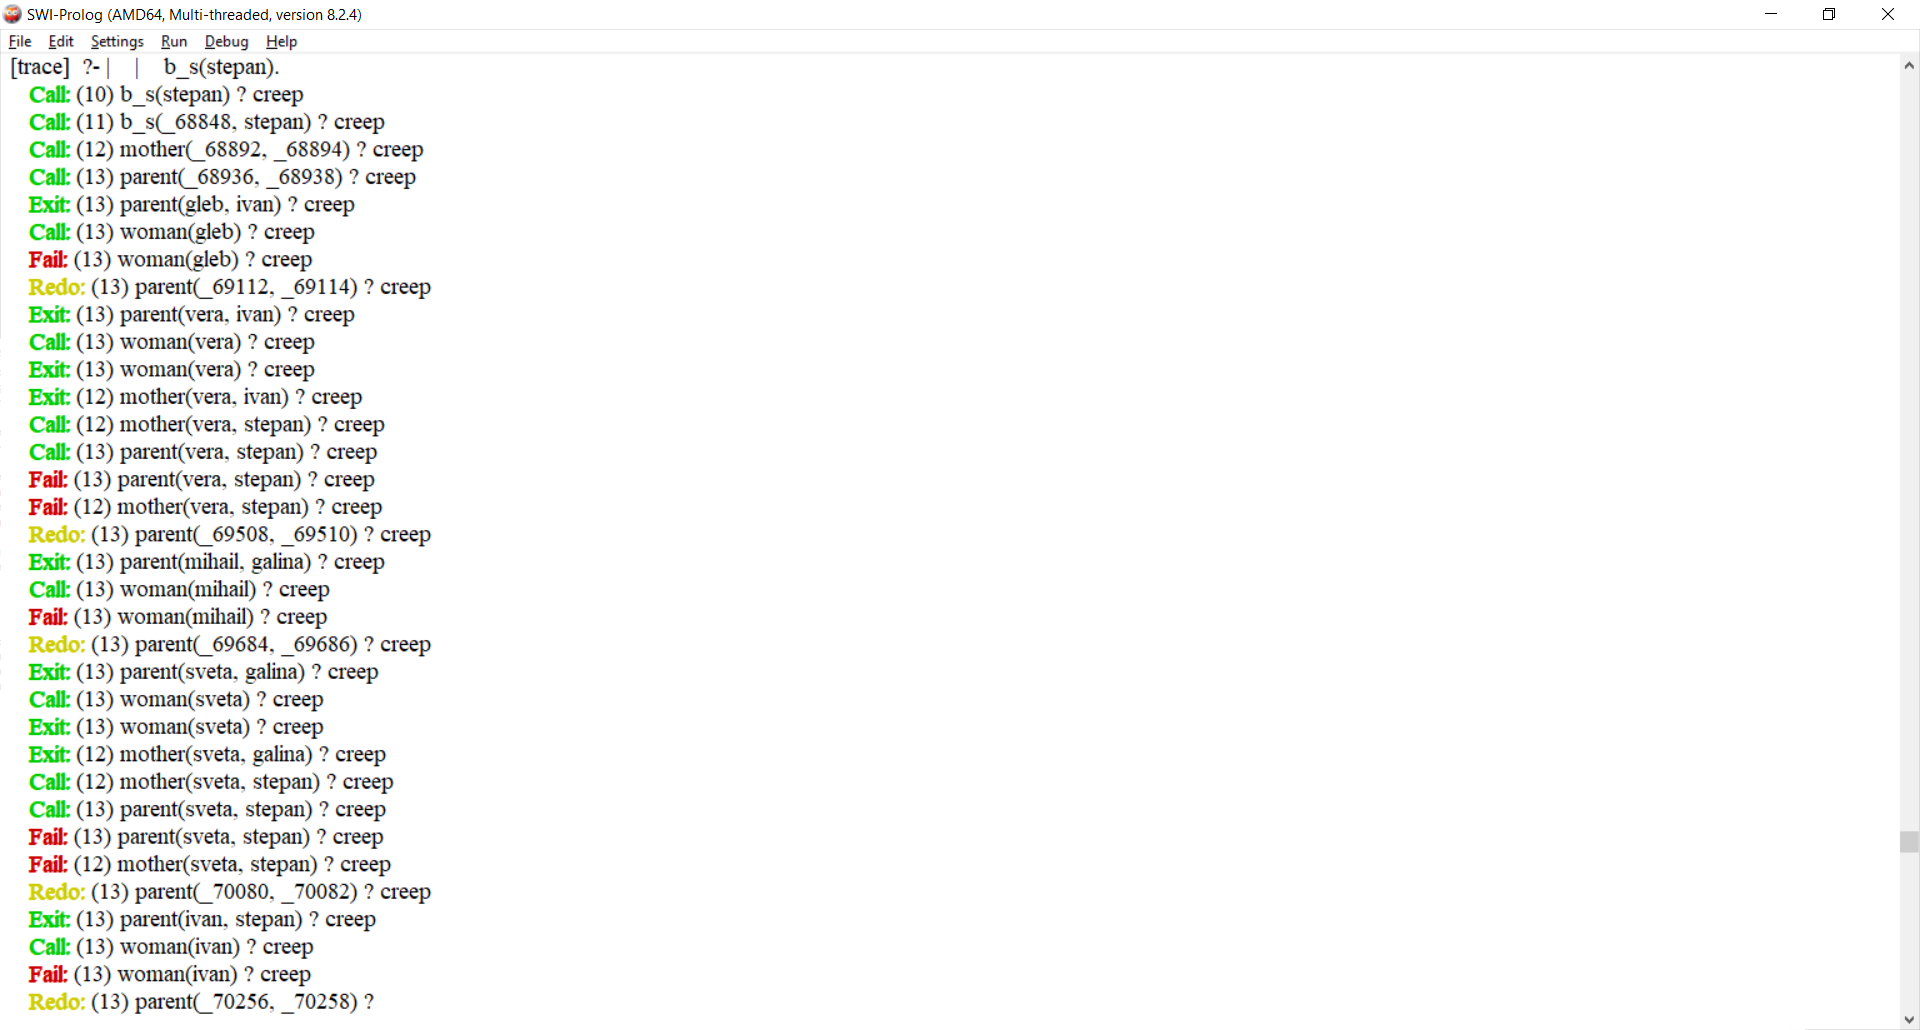 SWI-Prolog (AMD64, Multi-threaded, version 8.2.4)
File Edit Settings Run Debug Help
[trace]  ?- |    |    b_s(stepan).
Call: (10) b_s(stepan) ? creep
Call: (11) b_s(_68848, stepan) ? creep
Call: (12) mother(_68892, _68894) ? creep
Call: (13) parent(_68936, _68938) ? creep
Exit: (13) parent(gleb, ivan) ? creep
Call: (13) woman(gleb) ? creep
Fail: (13) woman(gleb) ? creep
Redo: (13) parent(_69112, _69114) ? creep
Exit: (13) parent(vera, ivan) ? creep
Call: (13) woman(vera) ? creep
Exit: (13) woman(vera) ? creep
Exit: (12) mother(vera, ivan) ? creep
Call: (12) mother(vera, stepan) ? creep
Call: (13) parent(vera, stepan) ? creep
Fail: (13) parent(vera, stepan) ? creep
Fail: (12) mother(vera, stepan) ? creep
Redo: (13) parent(_69508, _69510) ? creep
Exit: (13) parent(mihail, galina) ? creep
Call: (13) woman(mihail) ? creep
Fail: (13) woman(mihail) ? creep
Redo: (13) parent(_69684, _69686) ? creep
Exit: (13) parent(sveta, galina) ? creep
Call: (13) woman(sveta) ? creep
Exit: (13) woman(sveta) ? creep
Exit: (12) mother(sveta, galina) ? creep
Call: (12) mother(sveta, stepan) ? creep
Call: (13) parent(sveta, stepan) ? creep
Fail: (13) parent(sveta, stepan) ? creep
Fail: (12) mother(sveta, stepan) ? creep
Redo: (13) parent(_70080, _70082) ? creep
Exit: (13) parent(ivan, stepan) ? creep
Call: (13) woman(ivan) ? creep
Fail: (13) woman(ivan) ? creep
Redo: (13) parent(_70256, _70258) ?